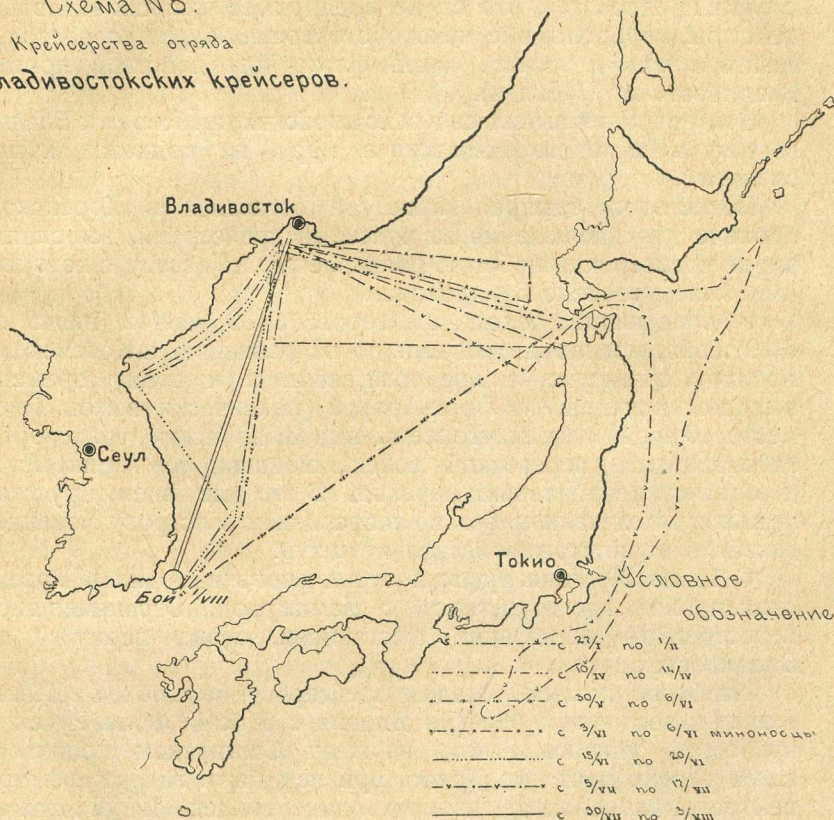 Схема №8.
Крейсерства отряда
ладивостокских крейсеров.
Владивосток
Сеул
Токио
Бой 1/VIII
Условное
обозначение
с 27/I по 1/II
с 10/IV по 14/IV
с 30/V по 6/VI
с 3/VI по 6/VI миноносцы
с 15/VI по 20/VI
с 5/VII по 17/VII
с 30/VII по 3/VIII